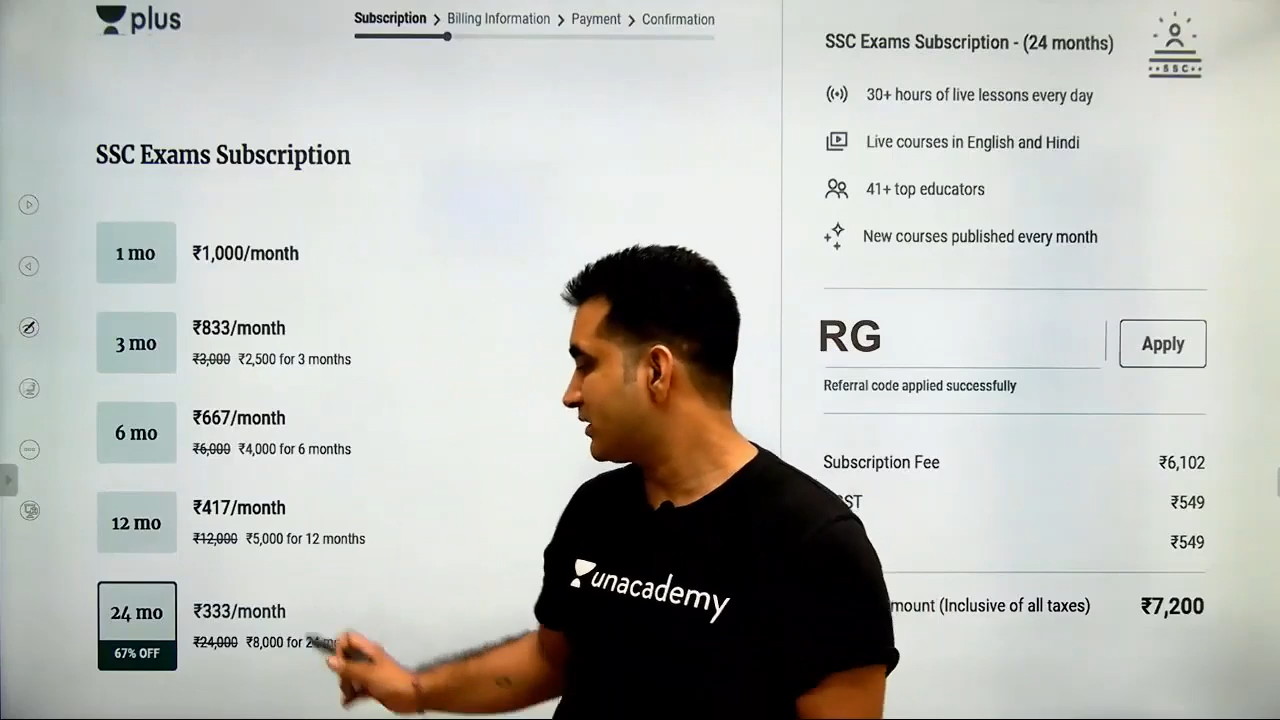 plus
Subscription > Billing Information > Payment > Confirmation
SSC Exams Subscription
1 mo
₹1,000/month
3 mo
₹833/month
₹3,000 ₹2,500 for 3 months
6 mo
₹667/month
₹6,000 ₹4,000 for 6 months
12 mo
₹417/month
₹12,000 ₹5,000 for 12 months
24 mo
67% OFF
₹333/month
₹24,000 ₹8,000 for 24
SSC Exams Subscription - (24 months)
SSC
30+ hours of live lessons every day
Live courses in English and Hindi
41+ top educators
New courses published every month
RG
Apply
Referral code applied successfully
Subscription Fee ₹6,102
₹549
₹549
(Inclusive of all taxes) ₹7,200
unacademy